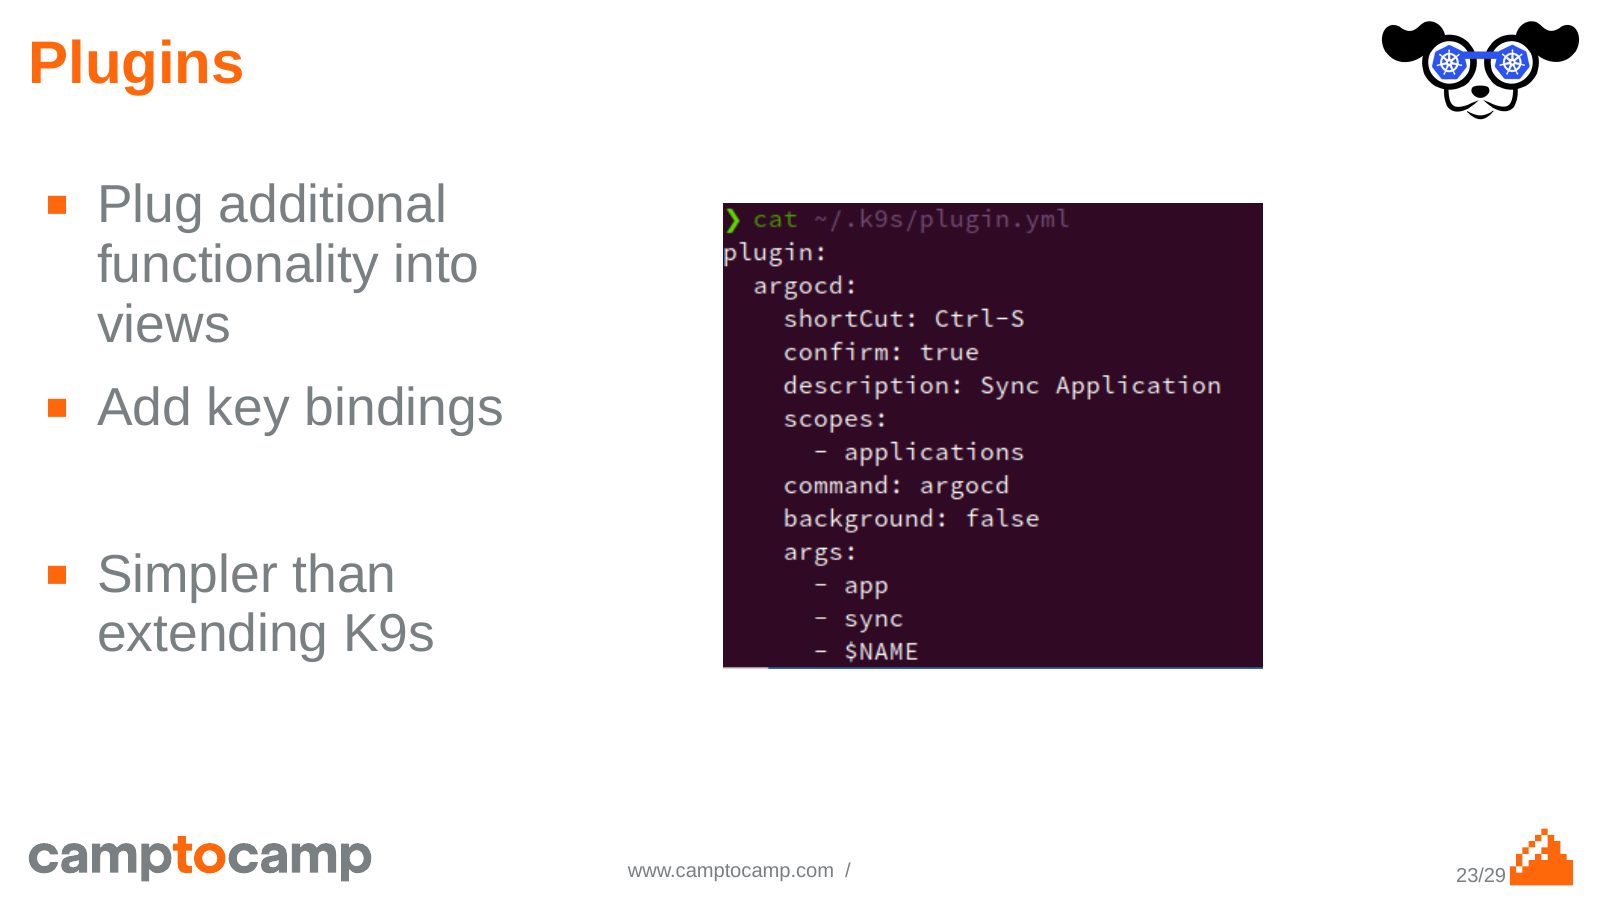 Plugins
Plug additional
functionality into
views
Add key bindings
Simpler than
extending K9s
❯ cat ~/.k9s/plugin.yml
plugin:
  argocd:
    shortCut: Ctrl-S
    confirm: true
    description: Sync Application
    scopes:
      - applications
    command: argocd
    background: false
    args:
      - app
      - sync
      - $NAME
camptocamp
www.camptocamp.com /
23/29